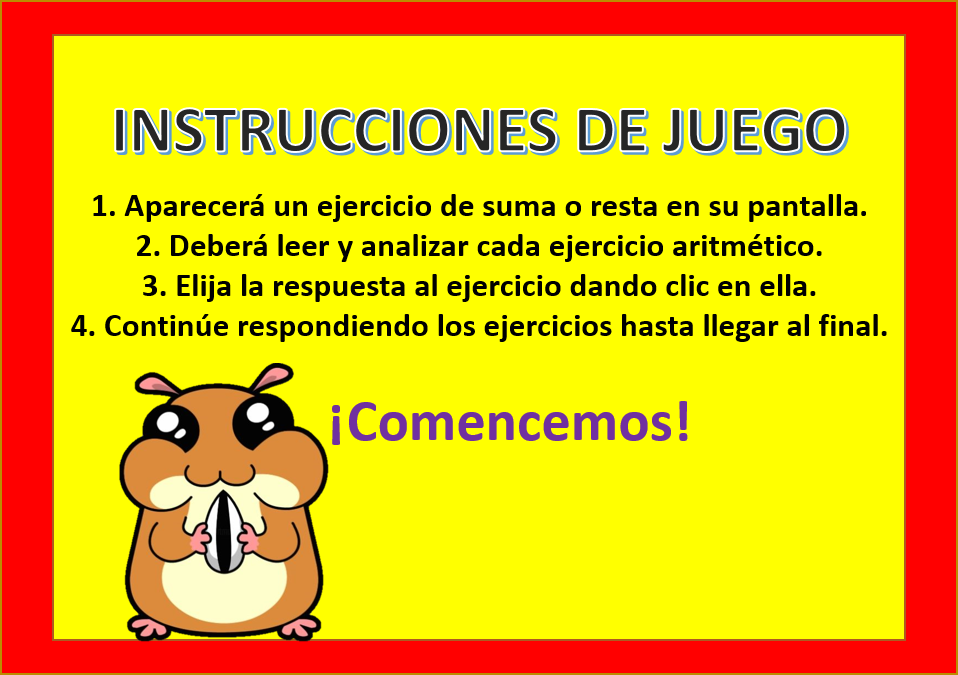 INSTRUCCIONES DE JUEGO
1. Aparecerá un ejercicio de suma o resta en su pantalla.
2. Deberá leer y analizar cada ejercicio aritmético.
3. Elija la respuesta al ejercicio dando clic en ella.
4. Continúe respondiendo los ejercicios hasta llegar al final.
¡Comencemos!